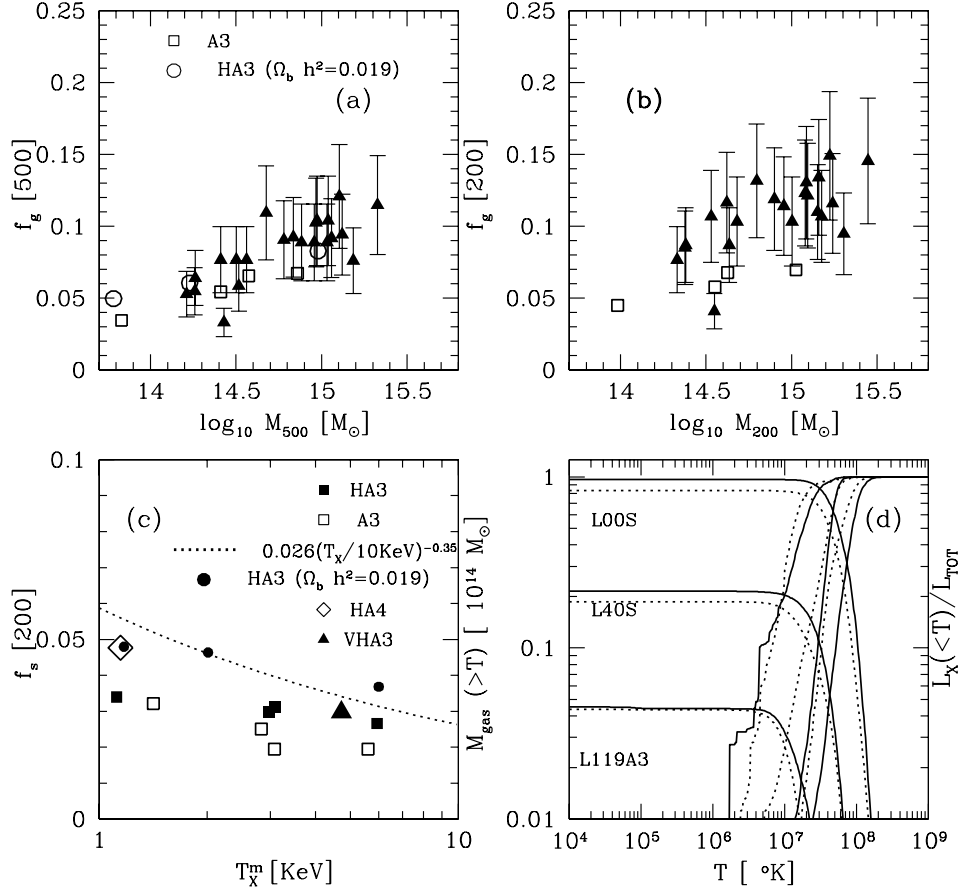 A3
HA3 (Ω_b h²=0.019)
(a)
f_g [500]
0.25
0.2
0.15
0.1
0.05
0
14
14.5
15
15.5
log₁₀ M₅₀₀ [M_⊙]
(b)
f_g [200]
0.25
0.2
0.15
0.1
0.05
0
14
14.5
15
15.5
log₁₀ M₂₀₀ [M_⊙]
(c)
HA3
A3
0.026(T_X/10KeV)^−0.35
HA3 (Ω_b h²=0.019)
HA4
VHA3
f_s [200]
0.1
0.05
0
1
10
T_X^m [KeV]
(d)
M_gas (>T) [ 10¹⁴ M_⊙]
L00S
L40S
L119A3
1
0.1
0.01
10⁴
10⁵
10⁶
10⁷
10⁸
10⁹
T [ °K]
L_X(<T)/L_TOT